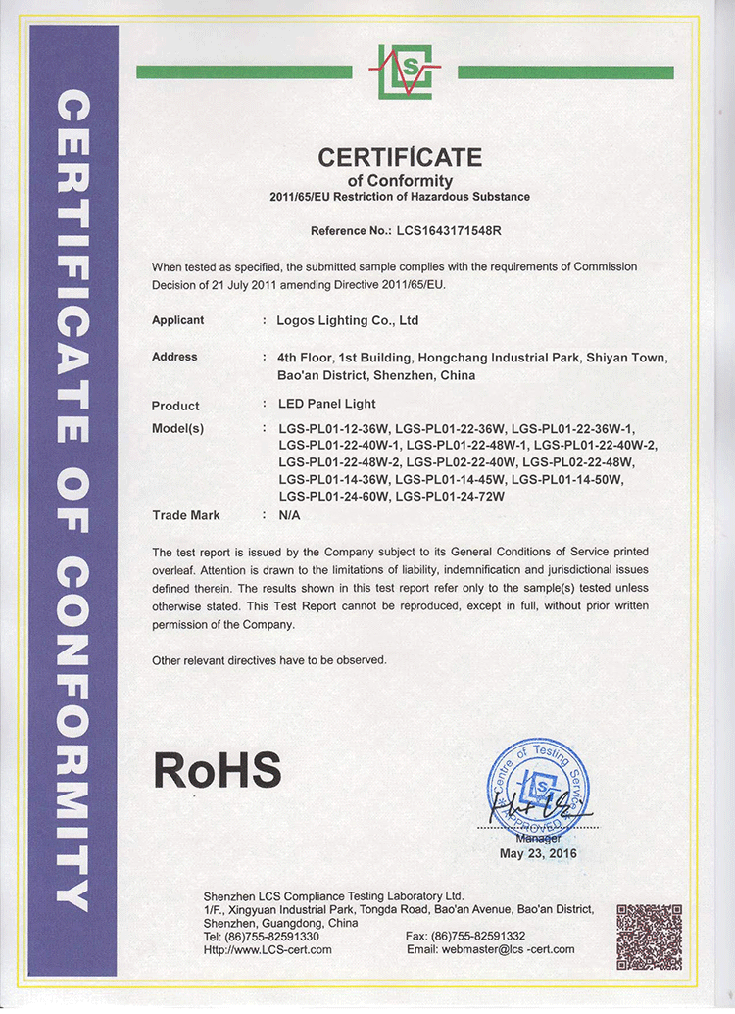 CERTIFICATE OF CONFORMITY
LCS
CERTIFICATE
of Conformity
2011/65/EU Restriction of Hazardous Substance
Reference No.: LCS1643171548R
When tested as specified, the submitted sample complies with the requirements of Commission
Decision of 21 July 2011 amending Directive 2011/65/EU.
Applicant : Logos Lighting Co., Ltd
Address : 4th Floor, 1st Building, Hongchang Industrial Park, Shiyan Town,
Bao'an District, Shenzhen, China
Product : LED Panel Light
Model(s) : LGS-PL01-12-36W, LGS-PL01-22-36W, LGS-PL01-22-36W-1,
LGS-PL01-22-40W-1, LGS-PL01-22-48W-1, LGS-PL01-22-40W-2,
LGS-PL01-22-48W-2, LGS-PL02-22-40W, LGS-PL02-22-48W,
LGS-PL01-14-36W, LGS-PL01-14-45W, LGS-PL01-14-50W,
LGS-PL01-24-60W, LGS-PL01-24-72W
Trade Mark : N/A
The test report is issued by the Company subject to its General Conditions of Service printed
overleaf. Attention is drawn to the limitations of liability, indemnification and jurisdictional issues
defined therein. The results shown in this test report refer only to the sample(s) tested unless
otherwise stated. This Test Report cannot be reproduced, except in full, without prior written
permission of the Company.
Other relevant directives have to be observed.
RoHS
Centre of Testing Service
LCS
APPROVED
Manager
May 23, 2016
Shenzhen LCS Compliance Testing Laboratory Ltd.
1/F., Xingyuan Industrial Park, Tongda Road, Bao'an Avenue, Bao'an District,
Shenzhen, Guangdong, China
Tel: (86)755-82591330 Fax: (86)755-82591332
Http://www.LCS-cert.com Email: webmaster@lcs -cert.com